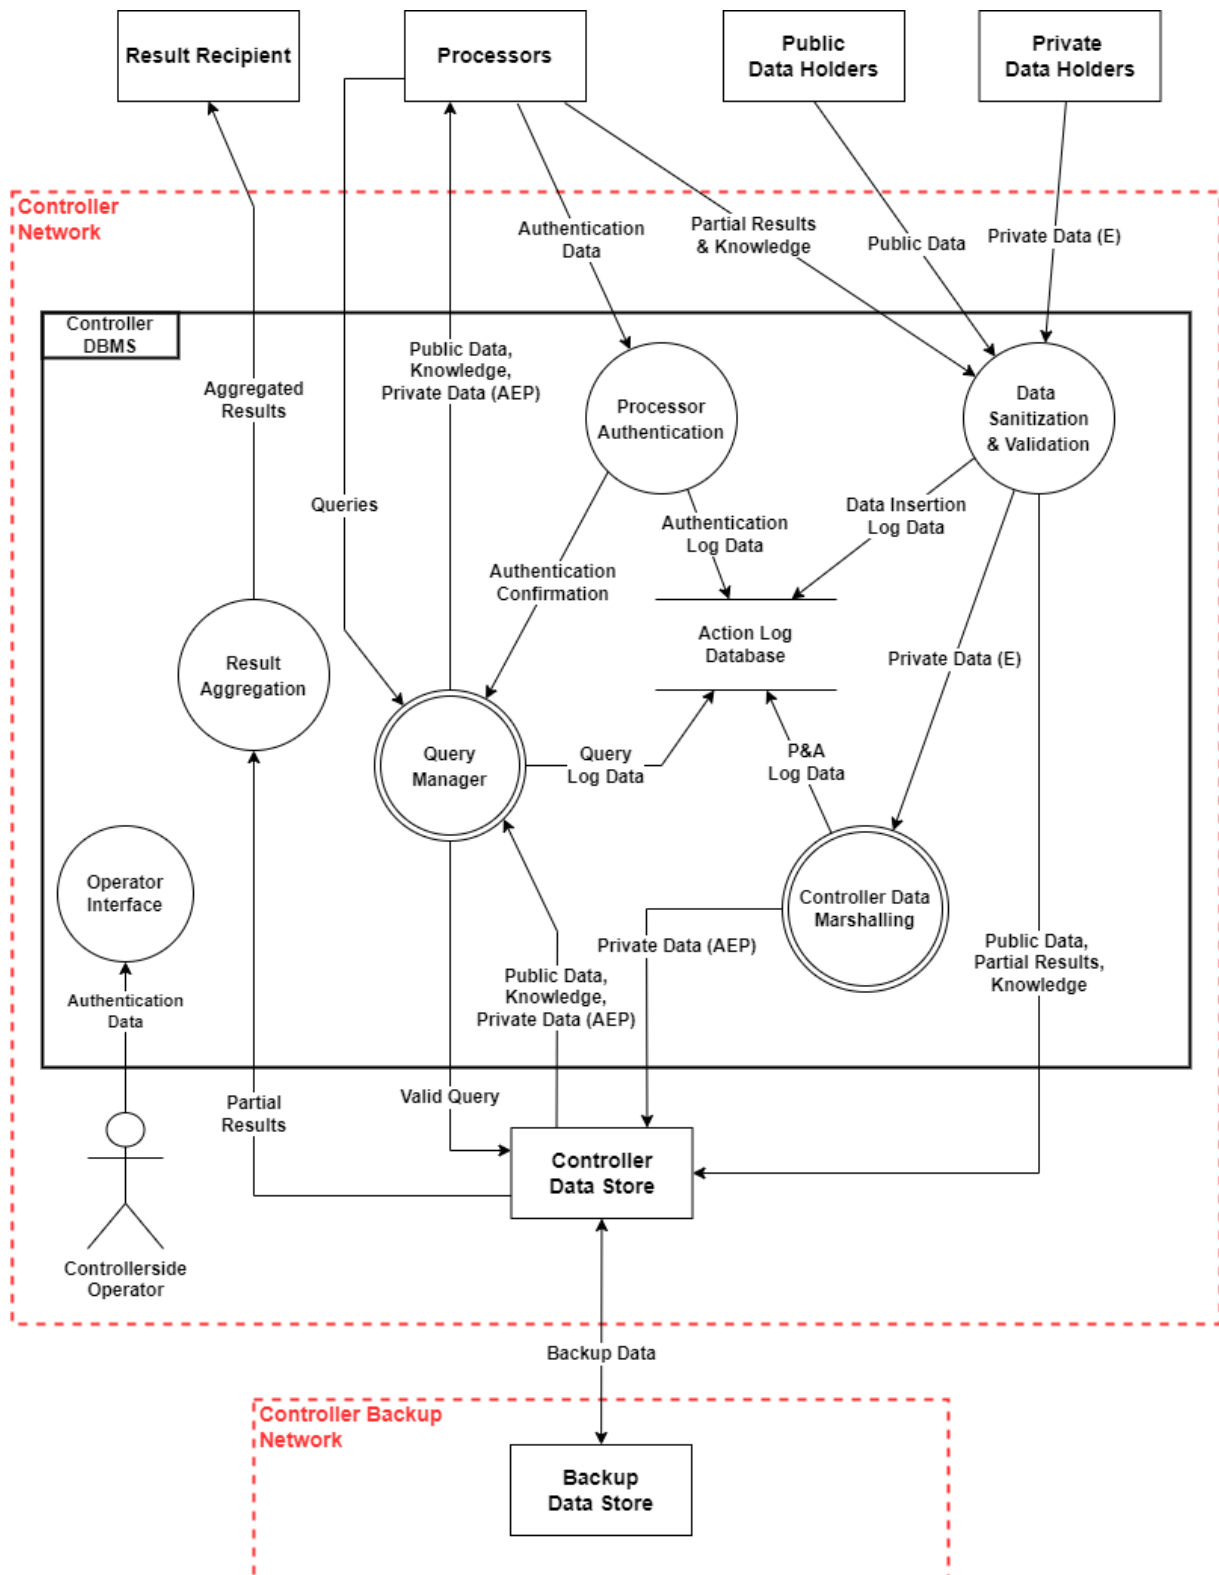 Result Recipient
Processors
Public
Data Holders
Private
Data Holders
Controller
Network
Authentication
Data
Partial Results
& Knowledge
Public Data
Private Data (E)
Controller
DBMS
Public Data,
Knowledge,
Private Data (AEP)
Aggregated
Results
Processor
Authentication
Data
Sanitization
& Validation
Queries
Authentication
Log Data
Data Insertion
Log Data
Authentication
Confirmation
Action Log
Database
Private Data (E)
Result
Aggregation
Query
Manager
Query
Log Data
P&A
Log Data
Operator
Interface
Controller Data
Marshalling
Private Data (AEP)
Public Data,
Partial Results,
Knowledge
Public Data,
Knowledge,
Private Data (AEP)
Authentication
Data
Partial
Results
Valid Query
Controller
Data Store
Controllerside
Operator
Backup Data
Controller Backup
Network
Backup
Data Store